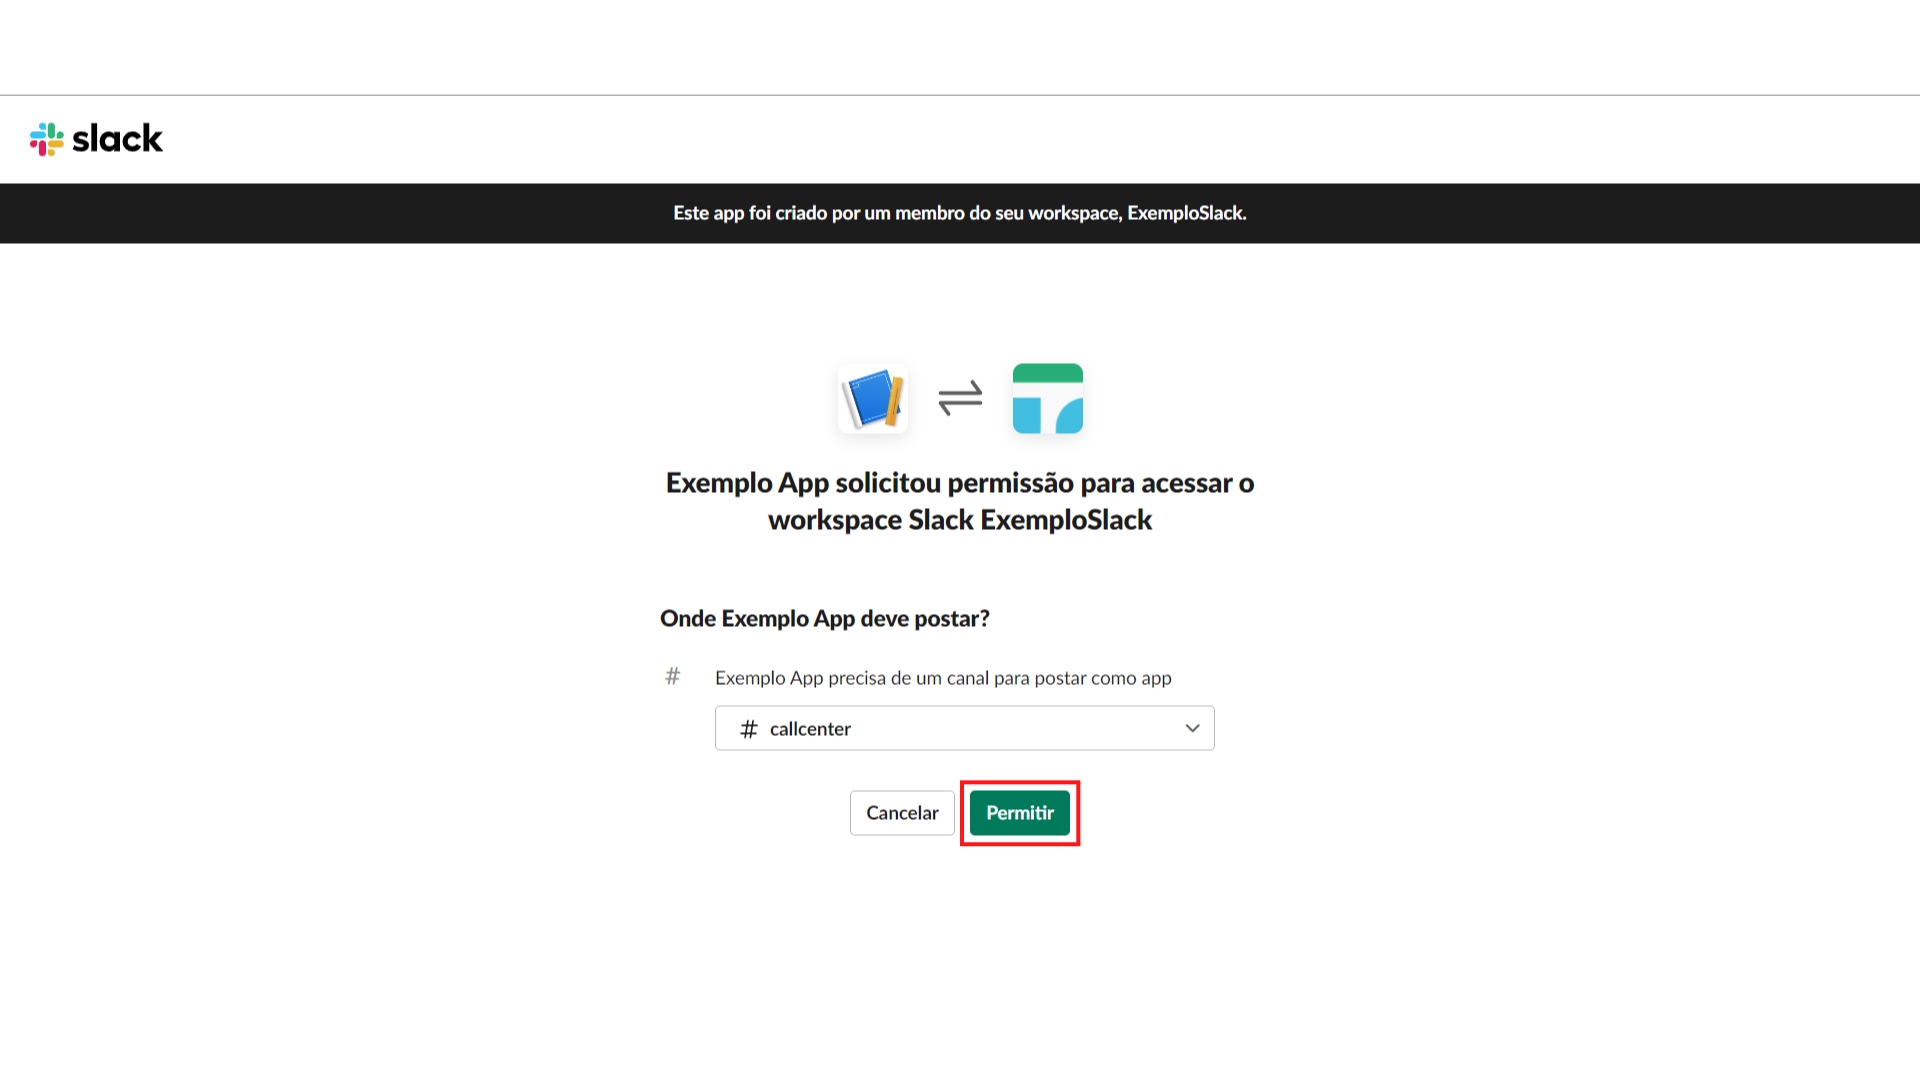 slack
Este app foi criado por um membro do seu workspace, ExemploSlack.
Exemplo App solicitou permissão para acessar o
workspace Slack ExemploSlack
Onde Exemplo App deve postar?
# Exemplo App precisa de um canal para postar como app
# callcenter
Cancelar Permitir